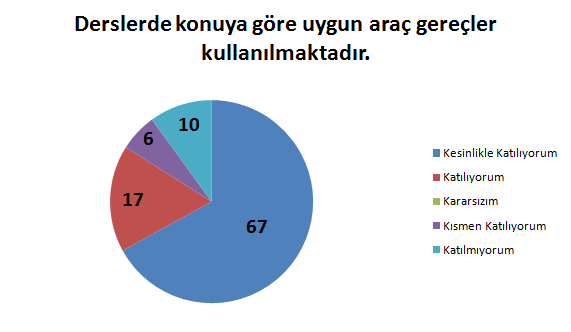 Derslerde konuya göre uygun araç gereçler
kullanılmaktadır.
10
6
17
67
Kesinlikle Katılıyorum
Katılıyorum
Kararsızım
Kısmen Katılıyorum
Katılmıyorum